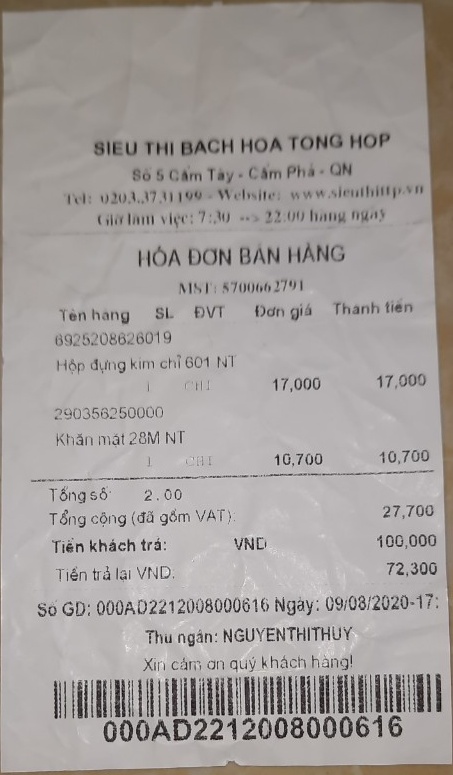 SIEU THI BACH HOA TONG HOP
Số 5 Cẩm Tây - Cẩm Phả - QN
Tel: 0203.3731199 - Website: www.sieuthittp.vn
Giờ làm việc: 7:30 --> 22:00 hàng ngày
HÓA ĐƠN BÁN HÀNG
MST: 5700662791
Tên hàng SL ĐVT Đơn giá Thành tiền
6925208626019
Hộp đựng kim chỉ 601 NT
1 CHI 17,000 17,000
290356250000
Khăn mặt 28M NT
1 CHI 10,700 10,700
Tổng số: 2.00
Tổng cộng (đã gồm VAT): 27,700
Tiền khách trả: VND 100,000
Tiền trả lại VND: 72,300
Số GD: 000AD2212008000616 Ngày: 09/08/2020-17:
Thu ngân: NGUYENTHITHUY
Xin cảm ơn quý khách hàng!
000AD2212008000616